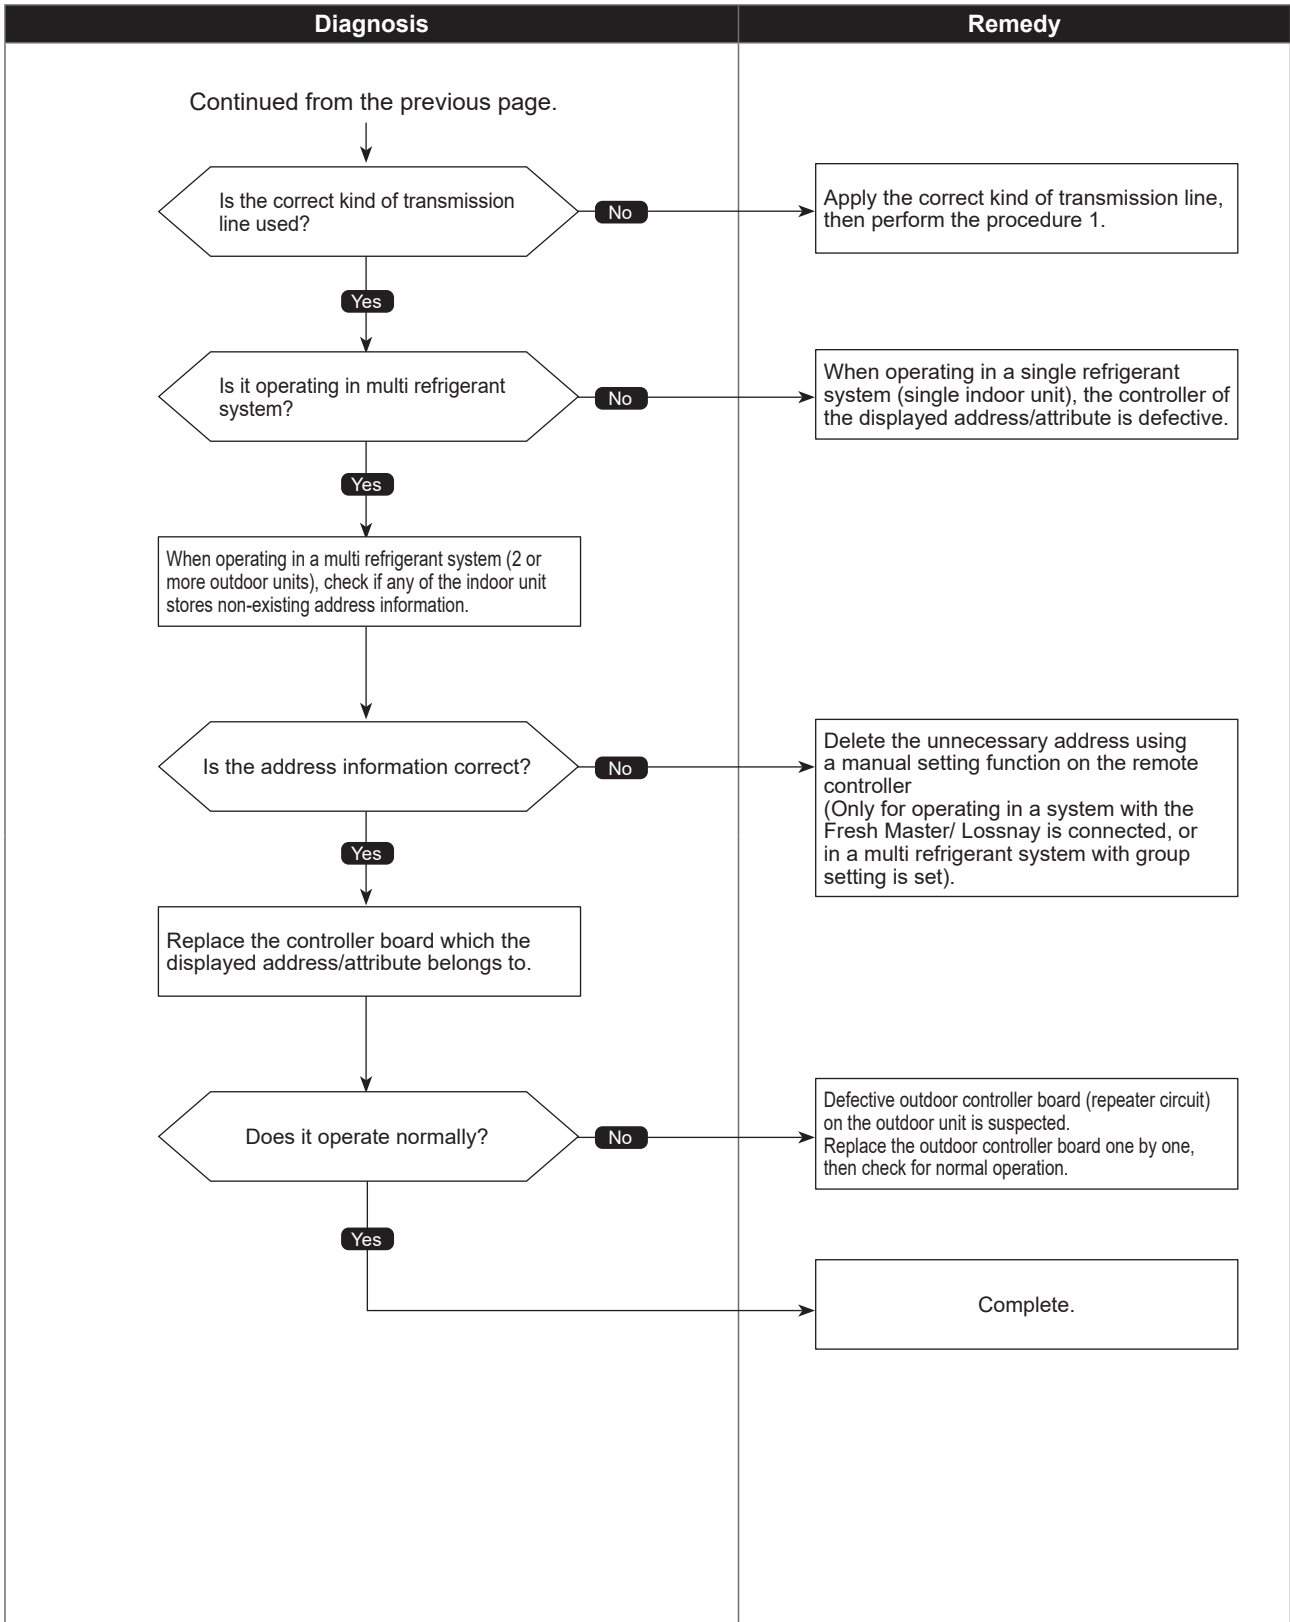 Diagnosis
Remedy
Continued from the previous page.
Is the correct kind of transmission
line used?
No
Apply the correct kind of transmission line,
then perform the procedure 1.
Yes
Is it operating in multi refrigerant
system?
No
When operating in a single refrigerant
system (single indoor unit), the controller of
the displayed address/attribute is defective.
Yes
When operating in a multi refrigerant system (2 or
more outdoor units), check if any of the indoor unit
stores non-existing address information.
Is the address information correct?
No
Delete the unnecessary address using
a manual setting function on the remote
controller
(Only for operating in a system with the
Fresh Master/ Lossnay is connected, or
in a multi refrigerant system with group
setting is set).
Yes
Replace the controller board which the
displayed address/attribute belongs to.
Does it operate normally?
No
Defective outdoor controller board (repeater circuit)
on the outdoor unit is suspected.
Replace the outdoor controller board one by one,
then check for normal operation.
Yes
Complete.